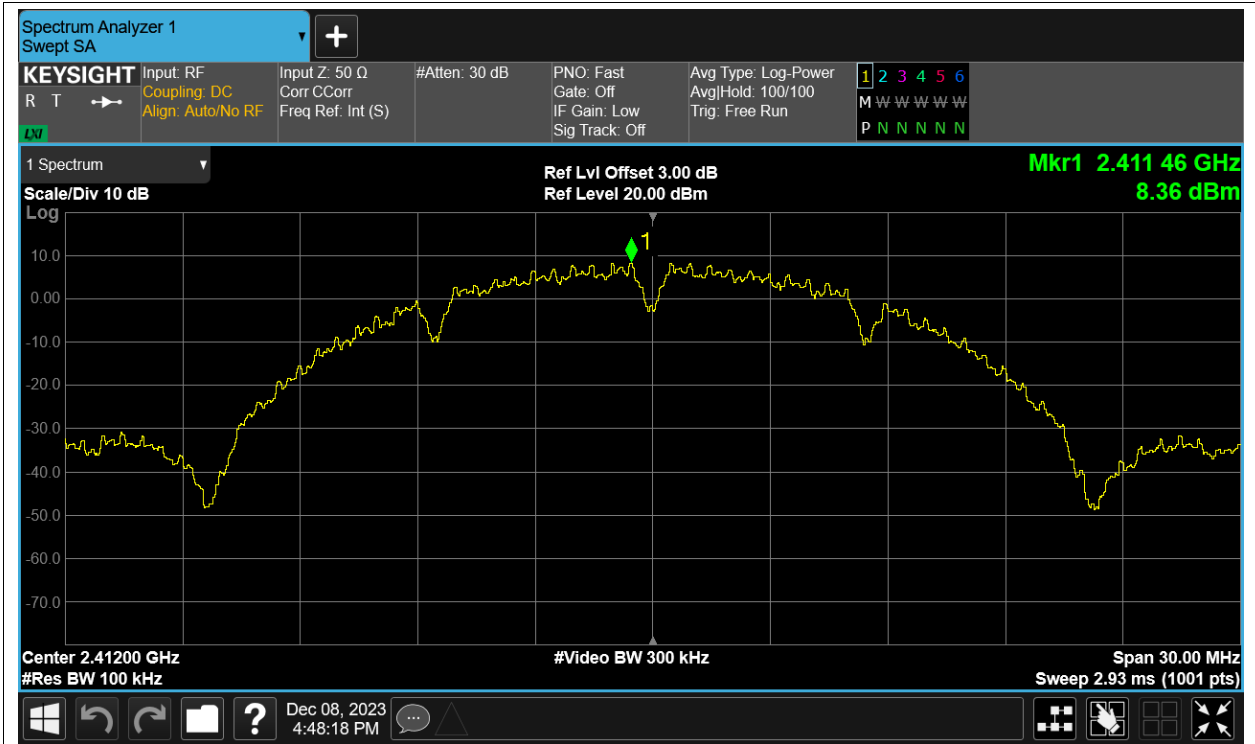 Spectrum Analyzer 1
Swept SA
KEYSIGHT
R T
LXI
Input: RF
Coupling: DC
Align: Auto/No RF
Input Z: 50 Ω
Corr CCorr
Freq Ref: Int (S)
#Atten: 30 dB
PNO: Fast
Gate: Off
IF Gain: Low
Sig Track: Off
Avg Type: Log-Power
Avg|Hold: 100/100
Trig: Free Run
1 2 3 4 5 6
M W W W W W
P N N N N N
1 Spectrum
Scale/Div 10 dB
Log
Ref Lvl Offset 3.00 dB
Ref Level 20.00 dBm
Mkr1 2.411 46 GHz
8.36 dBm
1
10.0
0.00
-10.0
-20.0
-30.0
-40.0
-50.0
-60.0
-70.0
Center 2.41200 GHz
#Video BW 300 kHz
Span 30.00 MHz
#Res BW 100 kHz
Sweep 2.93 ms (1001 pts)
?
Dec 08, 2023
4:48:18 PM